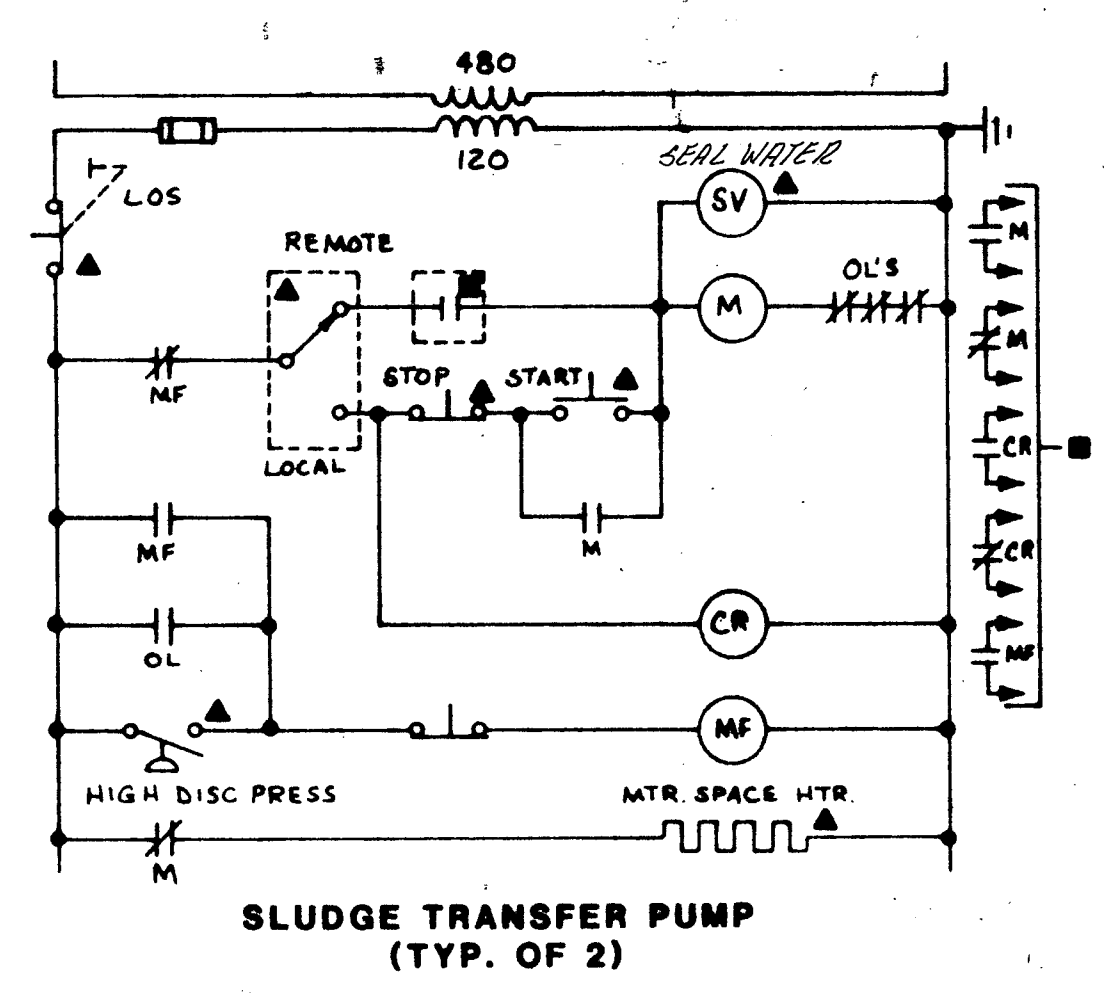 480
120
SEAL WATER
LOS
SV
M
REMOTE
OL'S
M
M
MF
STOP
START
CR
LOCAL
MF
M
CR
OL
CR
MF
MF
HIGH DISC PRESS
MTR. SPACE HTR.
M
SLUDGE TRANSFER PUMP
(TYP. OF 2)